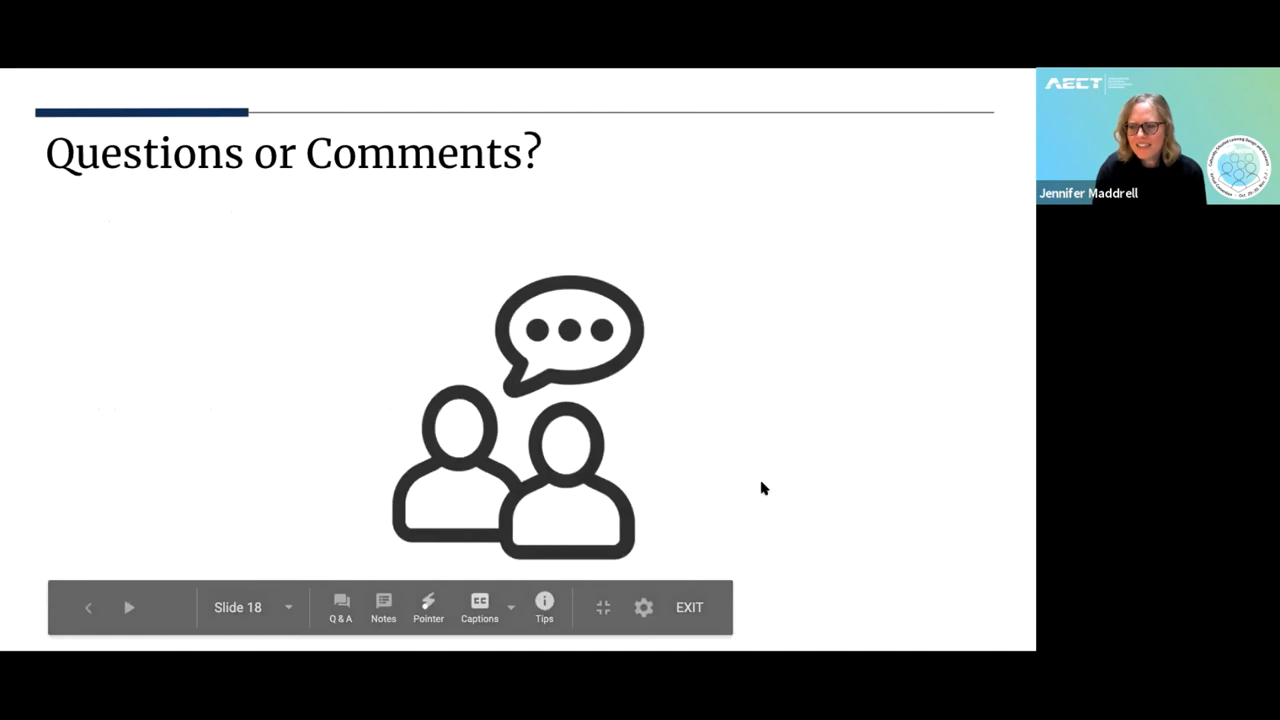 Questions or Comments?
AECT
Jennifer Maddrell
Slide 18
Q & A
Notes
Pointer
Captions
Tips
EXIT